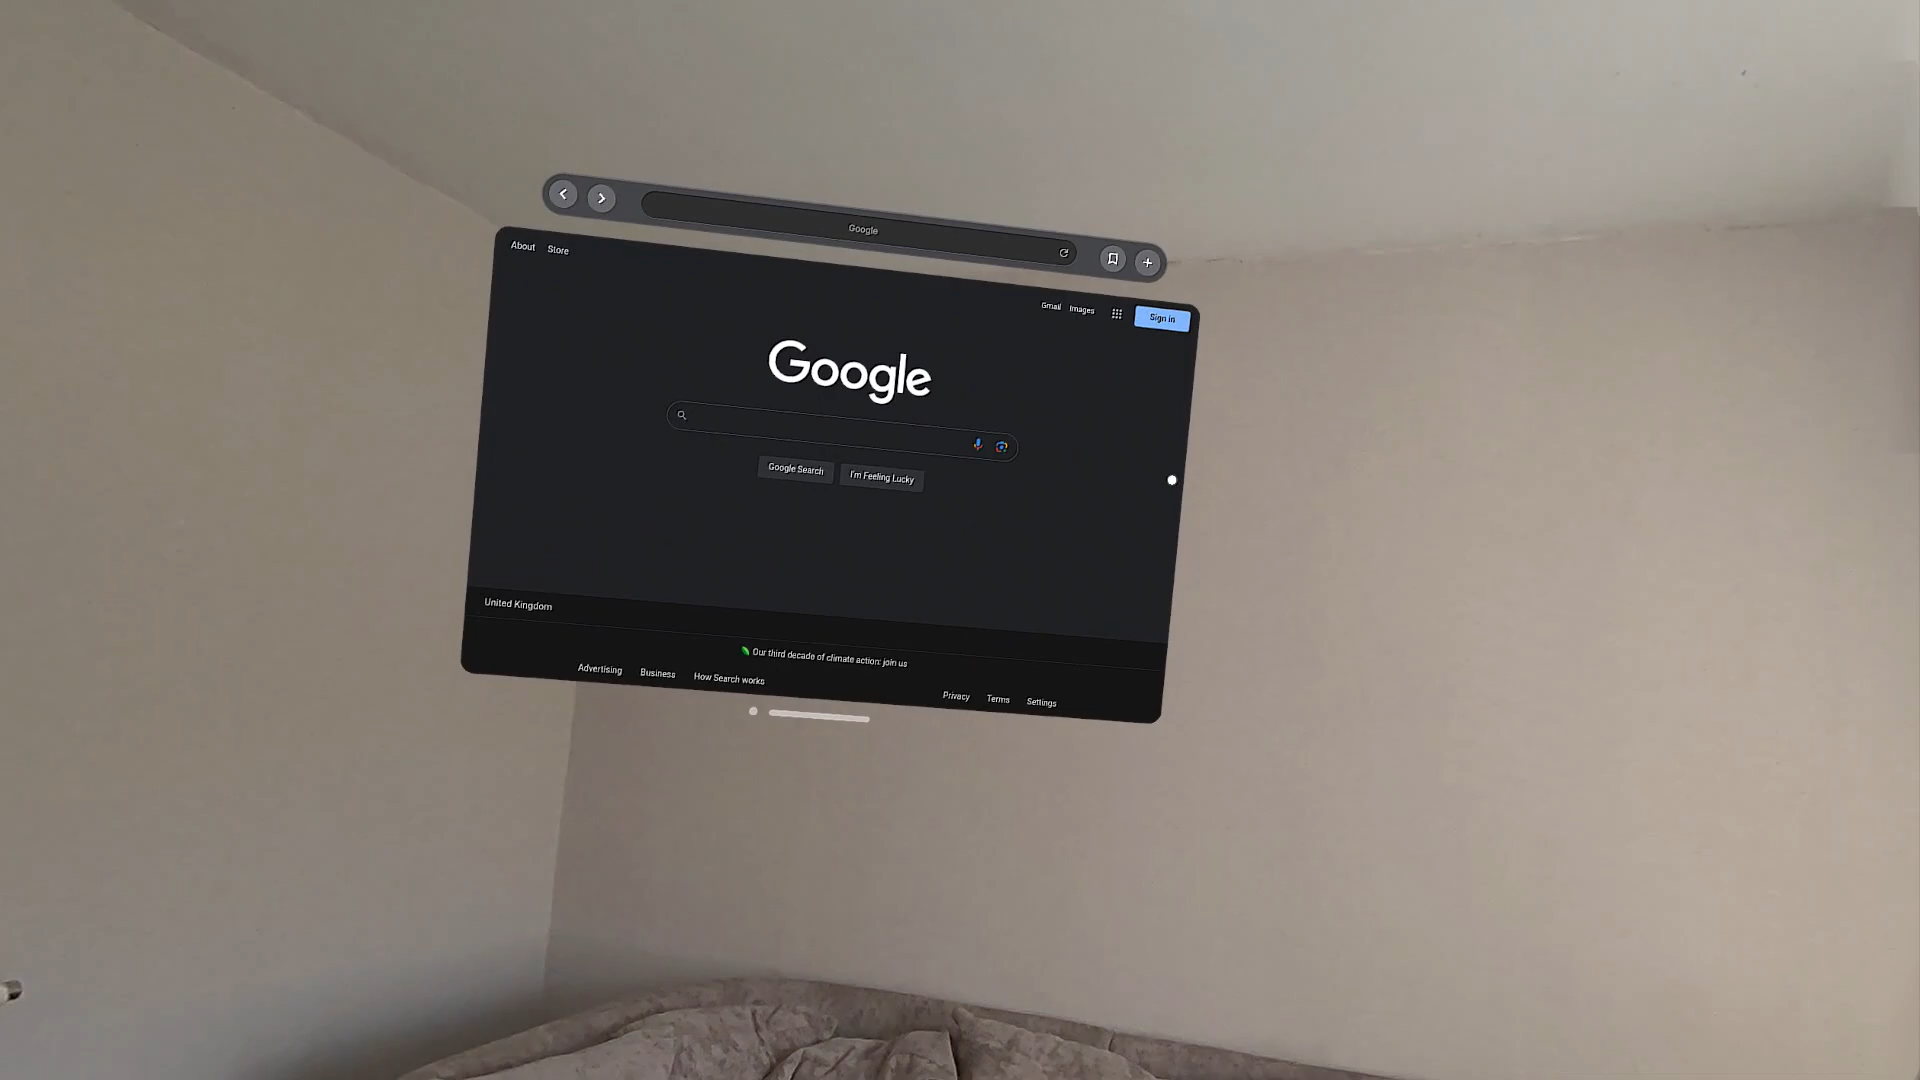 Google
About Store
Gmail Images Sign in
Google
Google Search I'm Feeling Lucky
United Kingdom
Our third decade of climate action: join us
Advertising Business How Search works Privacy Terms Settings